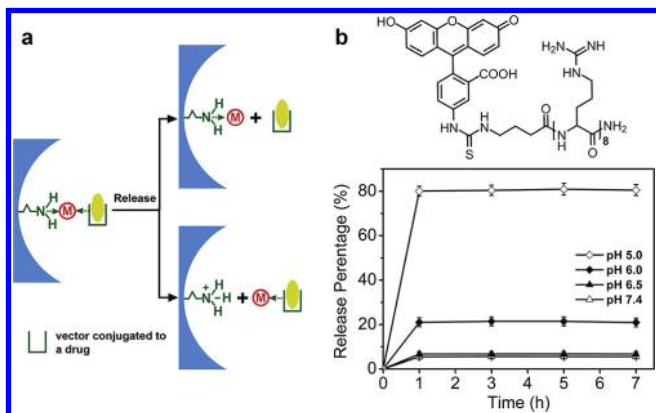 a
b
HO
O
O
COOH
H₂N
NH
NH
NH
NH
S
O
H
N
O
8
NH₂
H
N
H
M
+
Release
H
N
H
M
H
+
N
H
H
+
M
vector conjugated to
a drug
Release Perentage (%)
80
60
40
20
0
pH 5.0
pH 6.0
pH 6.5
pH 7.4
0 1 2 3 4 5 6 7
Time (h)